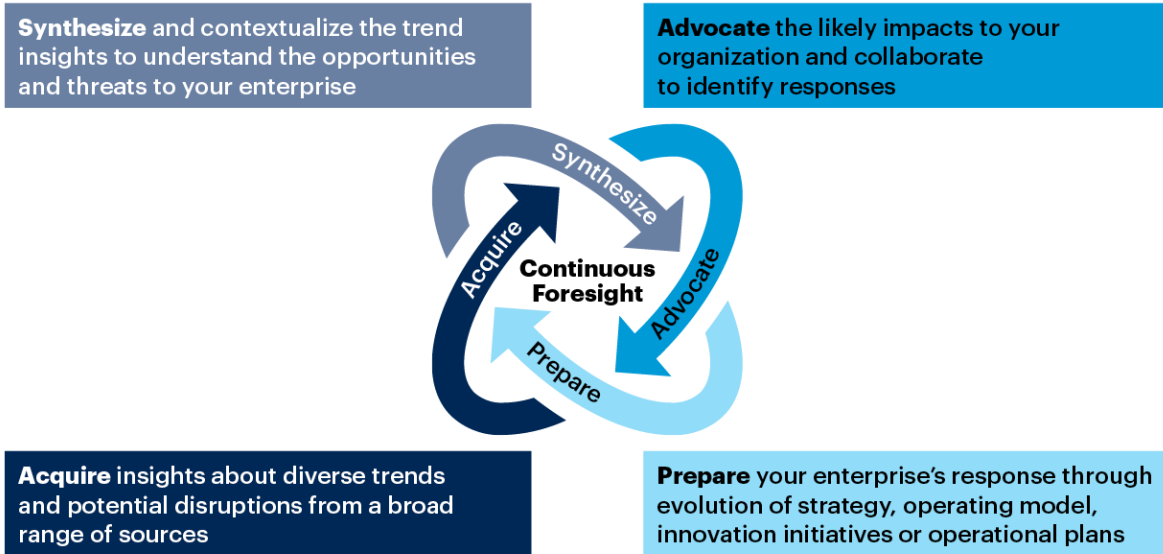 Synthesize and contextualize the trend
insights to understand the opportunities
and threats to your enterprise
Advocate the likely impacts to your
organization and collaborate
to identify responses
Synthesize
Acquire
Continuous
Foresight
Advocate
Prepare
Acquire insights about diverse trends
and potential disruptions from a broad
range of sources
Prepare your enterprise’s response through
evolution of strategy, operating model,
innovation initiatives or operational plans